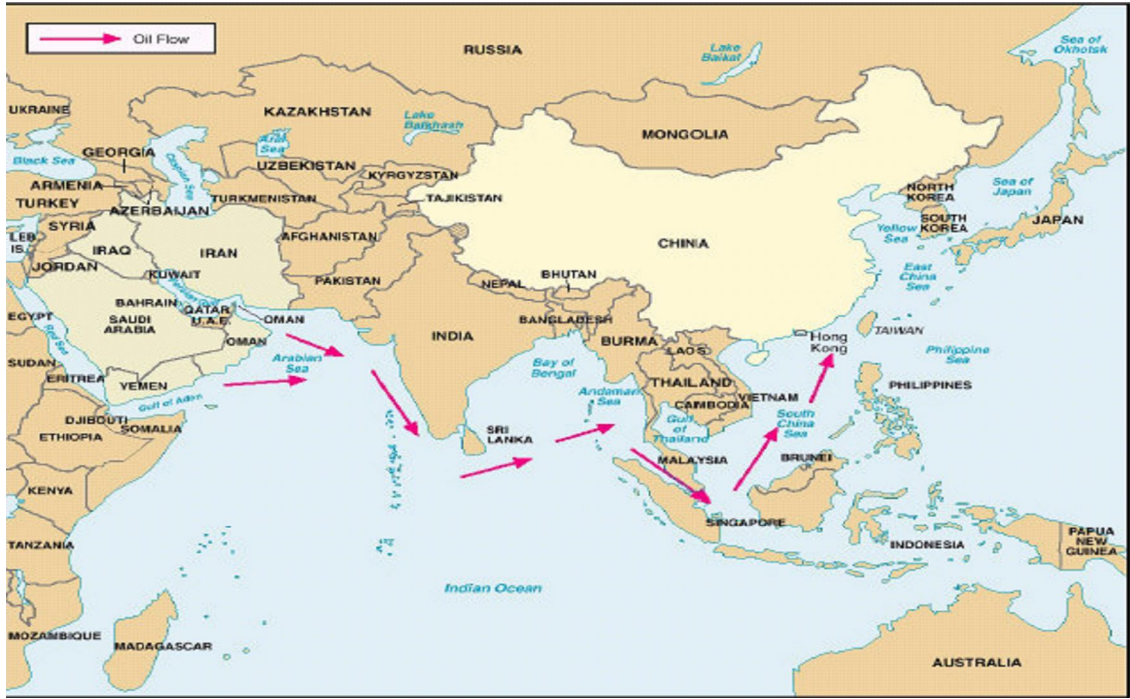 Oil Flow
RUSSIA
Sea of
Okhotsk
Lake
Baikal
UKRAINE
KAZAKHSTAN
Lake
Balkhash
MONGOLIA
Aral
Sea
Black Sea
GEORGIA
Caspian Sea
UZBEKISTAN
KYRGYZSTAN
ARMENIA
TURKEY
AZERBAIJAN
TURKMENISTAN
TAJIKISTAN
NORTH
KOREA
Sea of
Japan
SYRIA
LEB.
IS.
IRAQ
IRAN
AFGHANISTAN
CHINA
Yellow
Sea
SOUTH
KOREA
JAPAN
JORDAN
KUWAIT
PAKISTAN
NEPAL
BHUTAN
East
China
Sea
Persian Gulf
EGYPT
Red Sea
BAHRAIN
QATAR
U.A.E.
OMAN
SAUDI
ARABIA
OMAN
INDIA
BANGLADESH
BURMA
LAOS
Hong
Kong
TAIWAN
Philippine
Sea
SUDAN
ERITREA
YEMEN
Arabian
Sea
Bay of
Bengal
Andaman
Sea
THAILAND
CAMBODIA
VIETNAM
PHILIPPINES
Gulf of Aden
DJIBOUTI
SOMALIA
ETHIOPIA
SRI
LANKA
Gulf
of
Thailand
South
China
Sea
MALAYSIA
BRUNEI
KENYA
SINGAPORE
TANZANIA
INDONESIA
PAPUA
NEW
GUINEA
Indian Ocean
MOZAMBIQUE
MADAGASCAR
AUSTRALIA